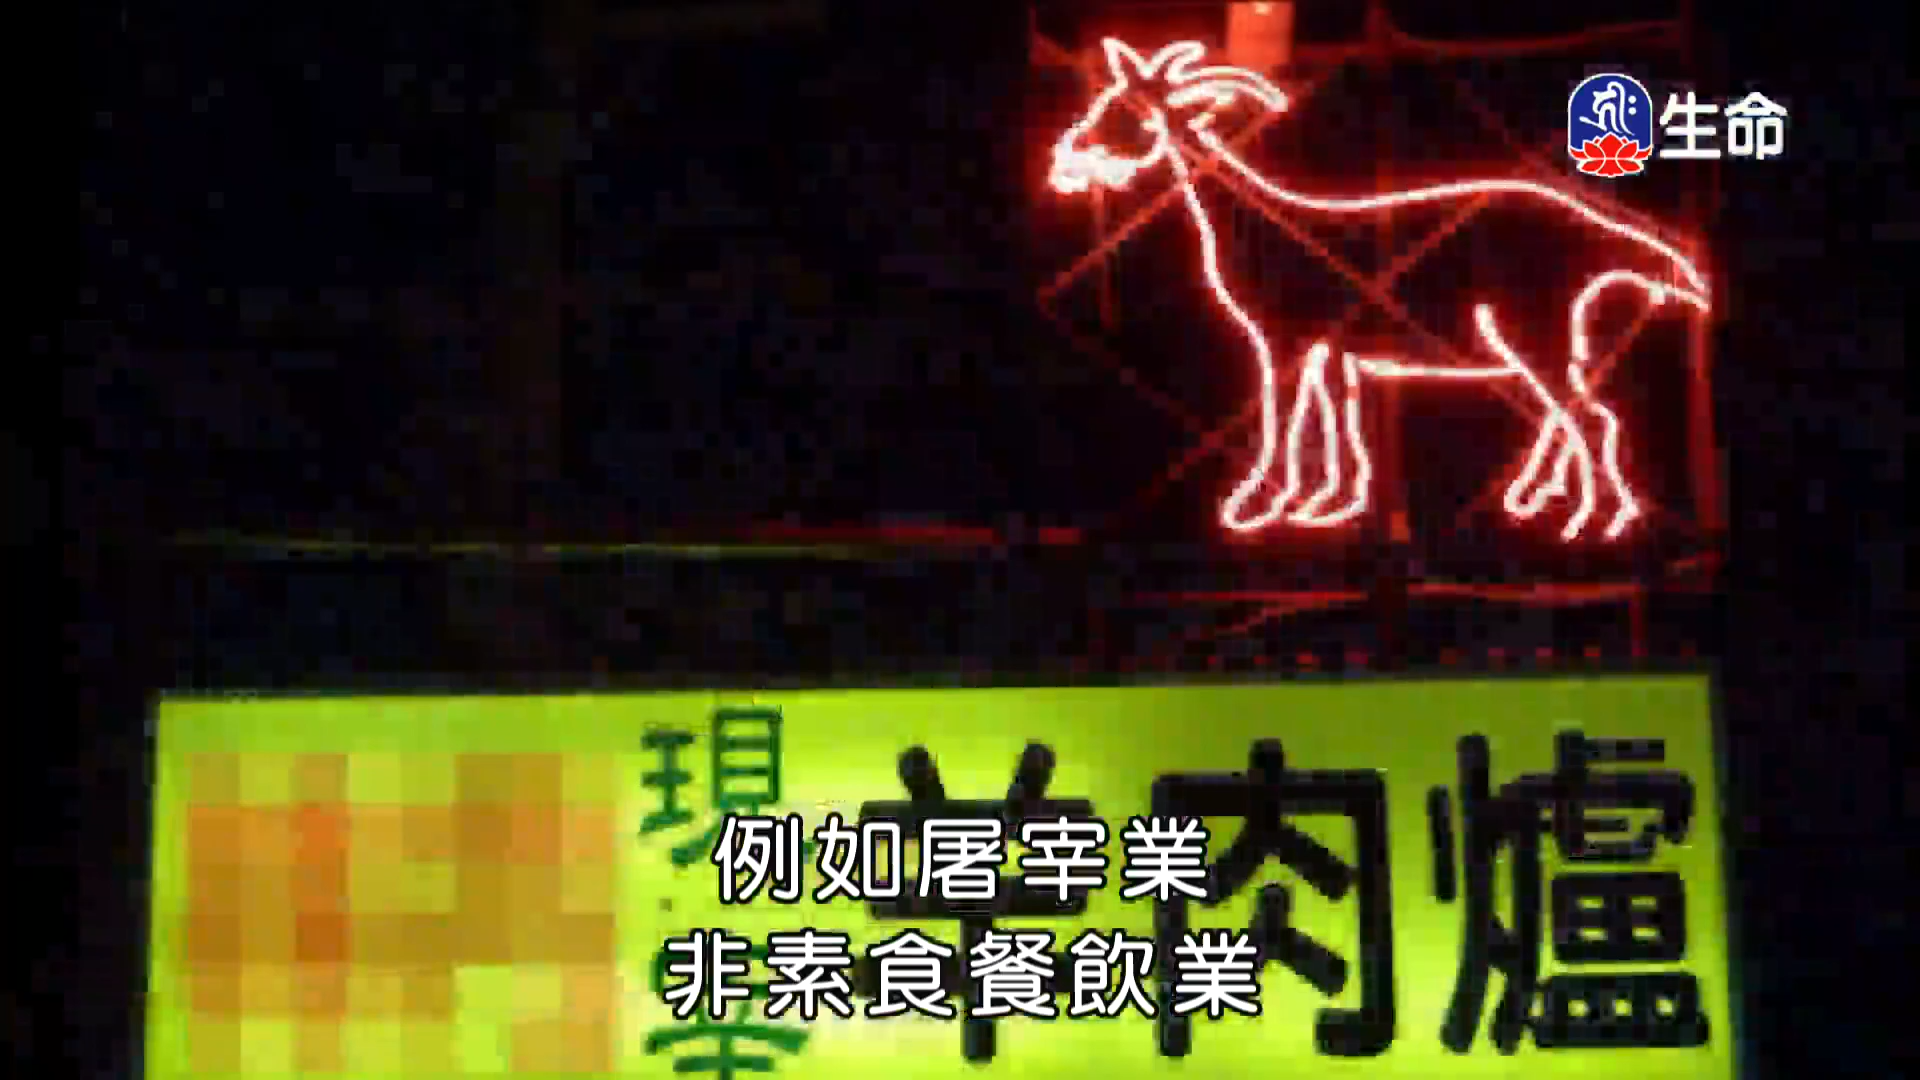 生命
現宰
羊肉爐
例如屠宰業
非素食餐飲業